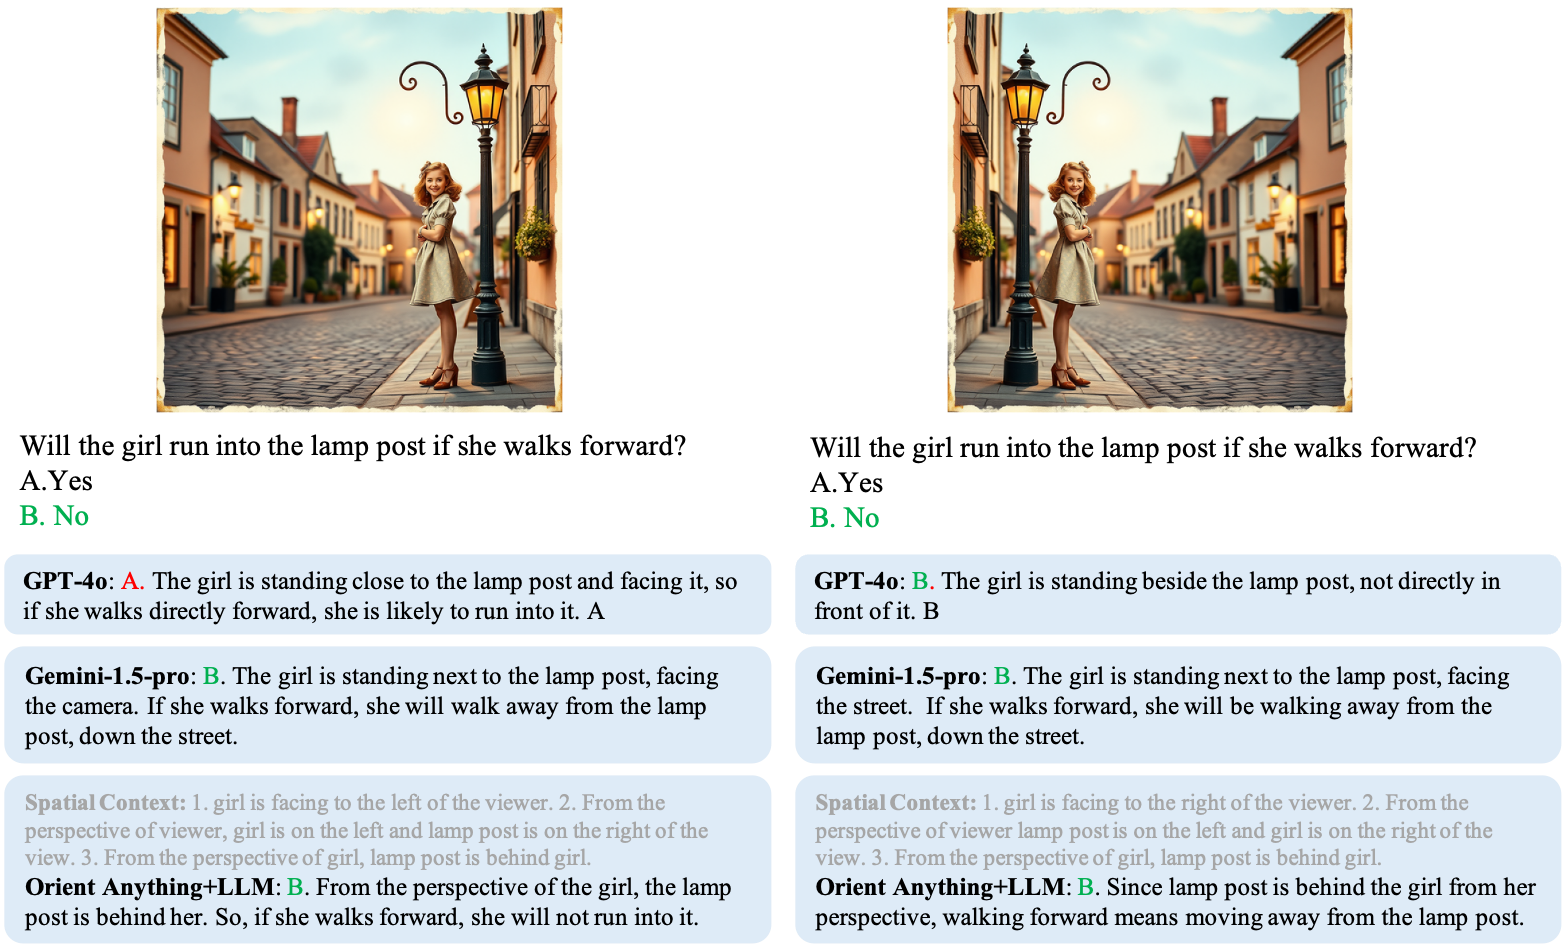 Will the girl run into the lamp post if she walks forward?
A.Yes
B. No
GPT-4o: A. The girl is standing close to the lamp post and facing it, so
if she walks directly forward, she is likely to run into it. A
Gemini-1.5-pro: B. The girl is standing next to the lamp post, facing
the camera. If she walks forward, she will walk away from the lamp
post, down the street.
Spatial Context: 1. girl is facing to the left of the viewer. 2. From the
perspective of viewer, girl is on the left and lamp post is on the right of the
view. 3. From the perspective of girl, lamp post is behind girl.
Orient Anything+LLM: B. From the perspective of the girl, the lamp
post is behind her. So, if she walks forward, she will not run into it.
Will the girl run into the lamp post if she walks forward?
A.Yes
B. No
GPT-4o: B. The girl is standing beside the lamp post, not directly in
front of it. B
Gemini-1.5-pro: B. The girl is standing next to the lamp post, facing
the street. If she walks forward, she will be walking away from the
lamp post, down the street.
Spatial Context: 1. girl is facing to the right of the viewer. 2. From the
perspective of viewer lamp post is on the left and girl is on the right of the
view. 3. From the perspective of girl, lamp post is behind girl.
Orient Anything+LLM: B. Since lamp post is behind the girl from her
perspective, walking forward means moving away from the lamp post.